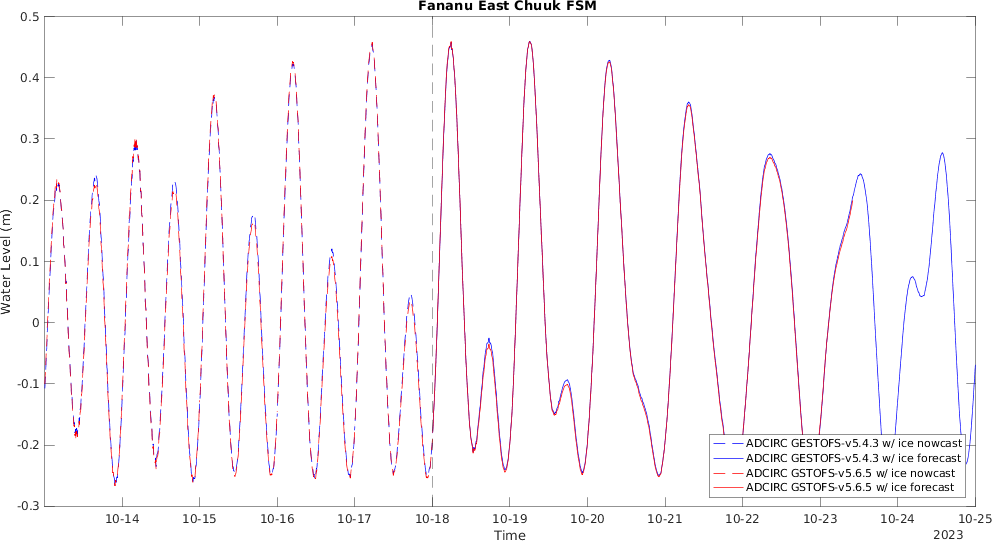 Fananu East Chuuk FSM
0.5
0.4
0.3
0.2
0.1
0
-0.1
-0.2
-0.3
Water Level (m)
ADCIRC GESTOFS-v5.4.3 w/ ice nowcast
ADCIRC GESTOFS-v5.4.3 w/ ice forecast
ADCIRC GSTOFS-v5.6.5 w/ ice nowcast
ADCIRC GSTOFS-v5.6.5 w/ ice forecast
10-14 10-15 10-16 10-17 10-18 10-19 10-20 10-21 10-22 10-23 10-24 10-25
Time
2023